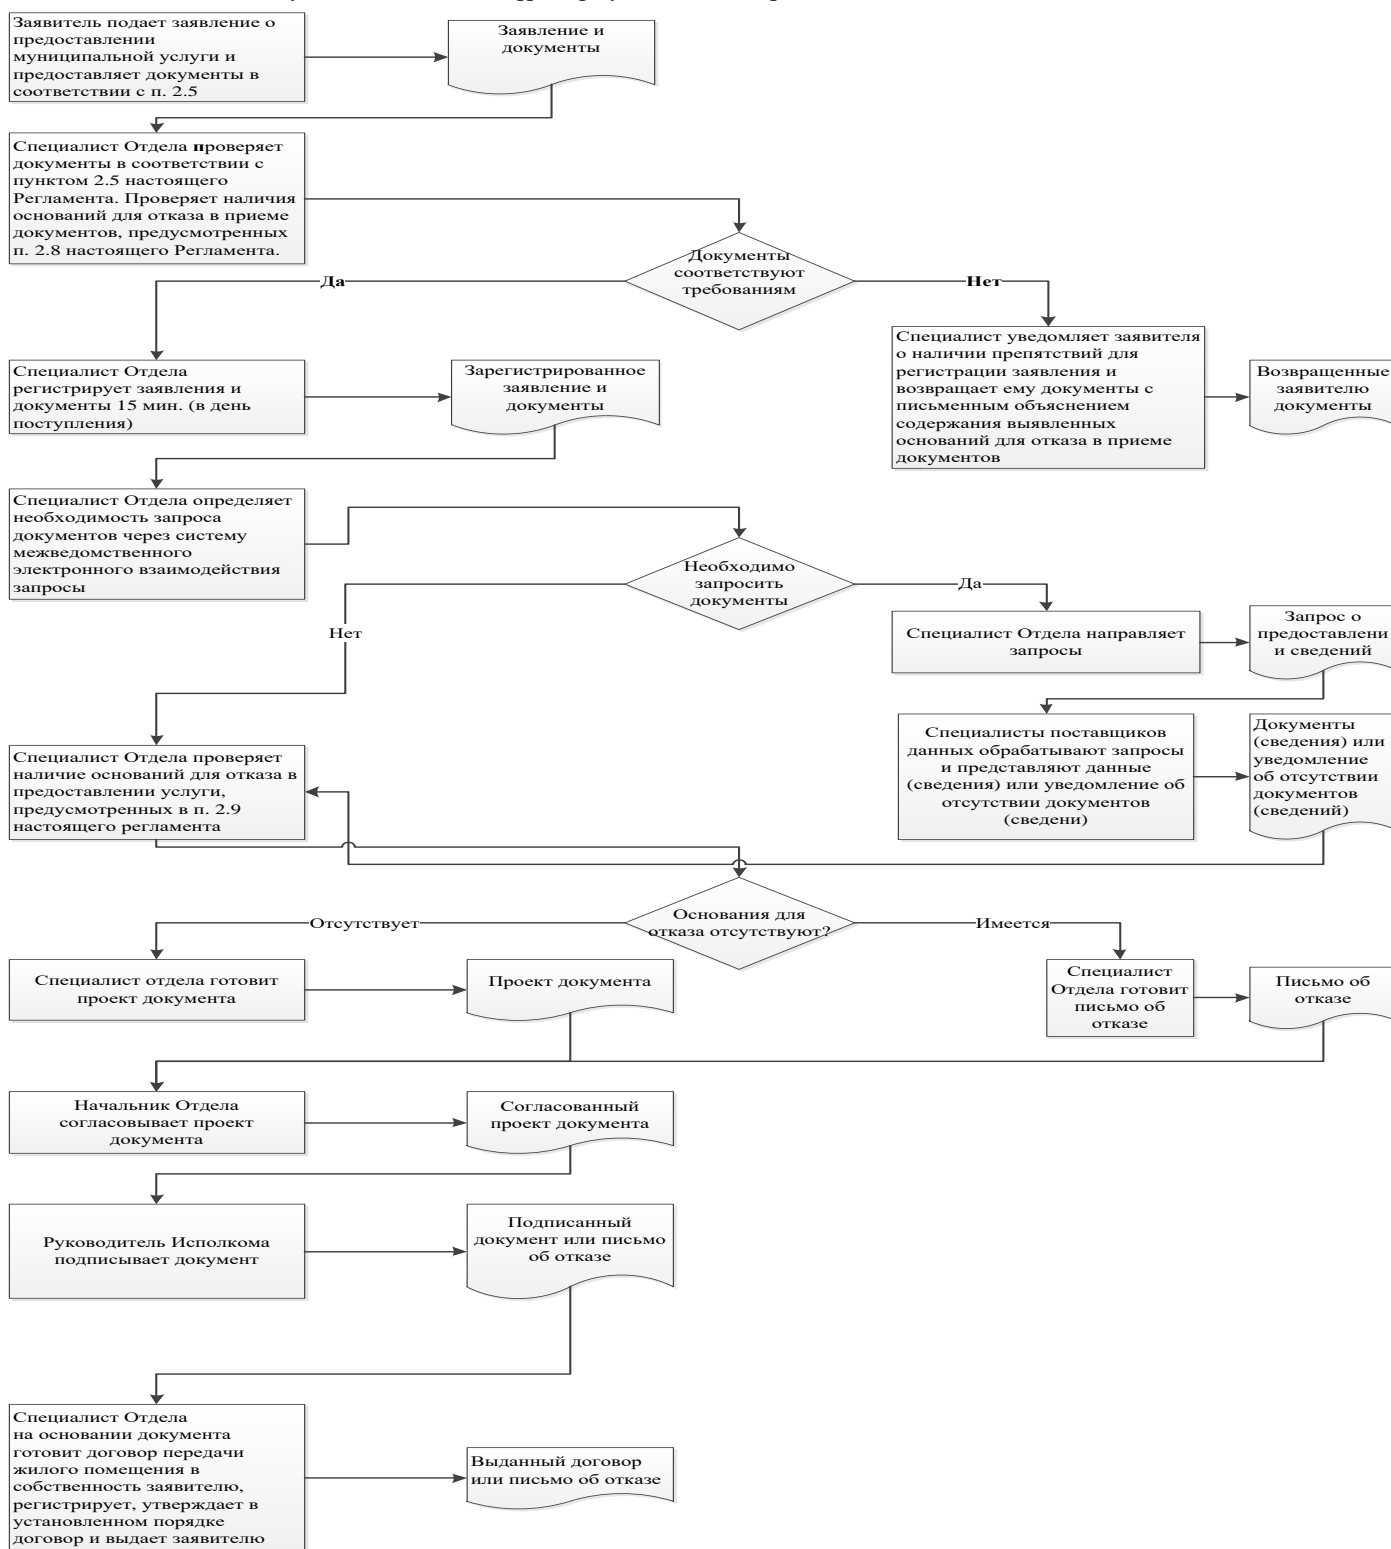 Заявитель подает заявление о
предоставлении
муниципальной услуги и
предоставляет документы в
соответствии с п. 2.5
Заявление и
документы
Специалист Отдела проверяет
документы в соответствии с
пунктом 2.5 настоящего
Регламента. Проверяет наличия
оснований для отказа в приеме
документов, предусмотренных
п. 2.8 настоящего Регламента.
Документы
соответствуют
требованиям
Да
Нет
Специалист Отдела
регистрирует заявления и
документы 15 мин. (в день
поступления)
Зарегистрированное
заявление и
документы
Специалист уведомляет заявителя
о наличии препятствий для
регистрации заявления и
возвращает ему документы с
письменным объяснением
содержания выявленных
оснований для отказа в приеме
документов
Возвращенные
заявителю
документы
Специалист Отдела определяет
необходимость запроса
документов через систему
межведомственного
электронного взаимодействия
запросы
Необходимо
запросить
документы
Да
Нет
Специалист Отдела направляет
запросы
Запрос о
предоставлени
и сведений
Специалисты поставщиков
данных обрабатывают запросы
и представляют данные
(сведения) или уведомление об
отсутствии документов
(сведени)
Документы
(сведения) или
уведомление
об отсутствии
документов
(сведений)
Специалист Отдела проверяет
наличие оснований для отказа в
предоставлении услуги,
предусмотренных в п. 2.9
настоящего регламента
Основания для
отказа отсутствуют?
Отсутствует
Имеется
Специалист отдела готовит
проект документа
Проект документа
Специалист
Отдела готовит
письмо об
отказе
Письмо об
отказе
Начальник Отдела
согласовывает проект
документа
Согласованный
проект документа
Руководитель Исполкома
подписывает документ
Подписанный
документ или письмо
об отказе
Специалист Отдела
на основании документа
готовит договор передачи
жилого помещения в
собственность заявителю,
регистрирует, утверждает в
установленном порядке
договор и выдает заявителю
Выданный договор
или письмо об отказе